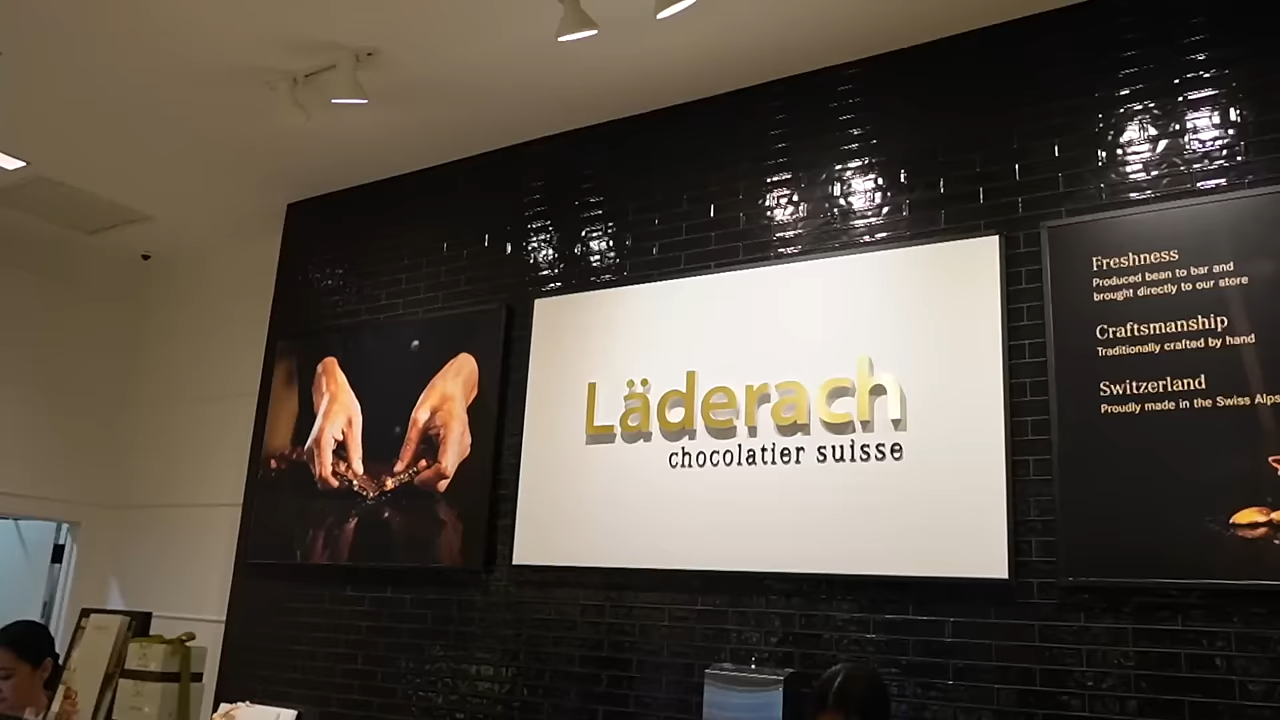 Läderach
chocolatier suisse
Freshness
Produced bean to bar and
brought directly to our store
Craftsmanship
Traditionally crafted by hand
Switzerland
Proudly made in the Swiss Alps